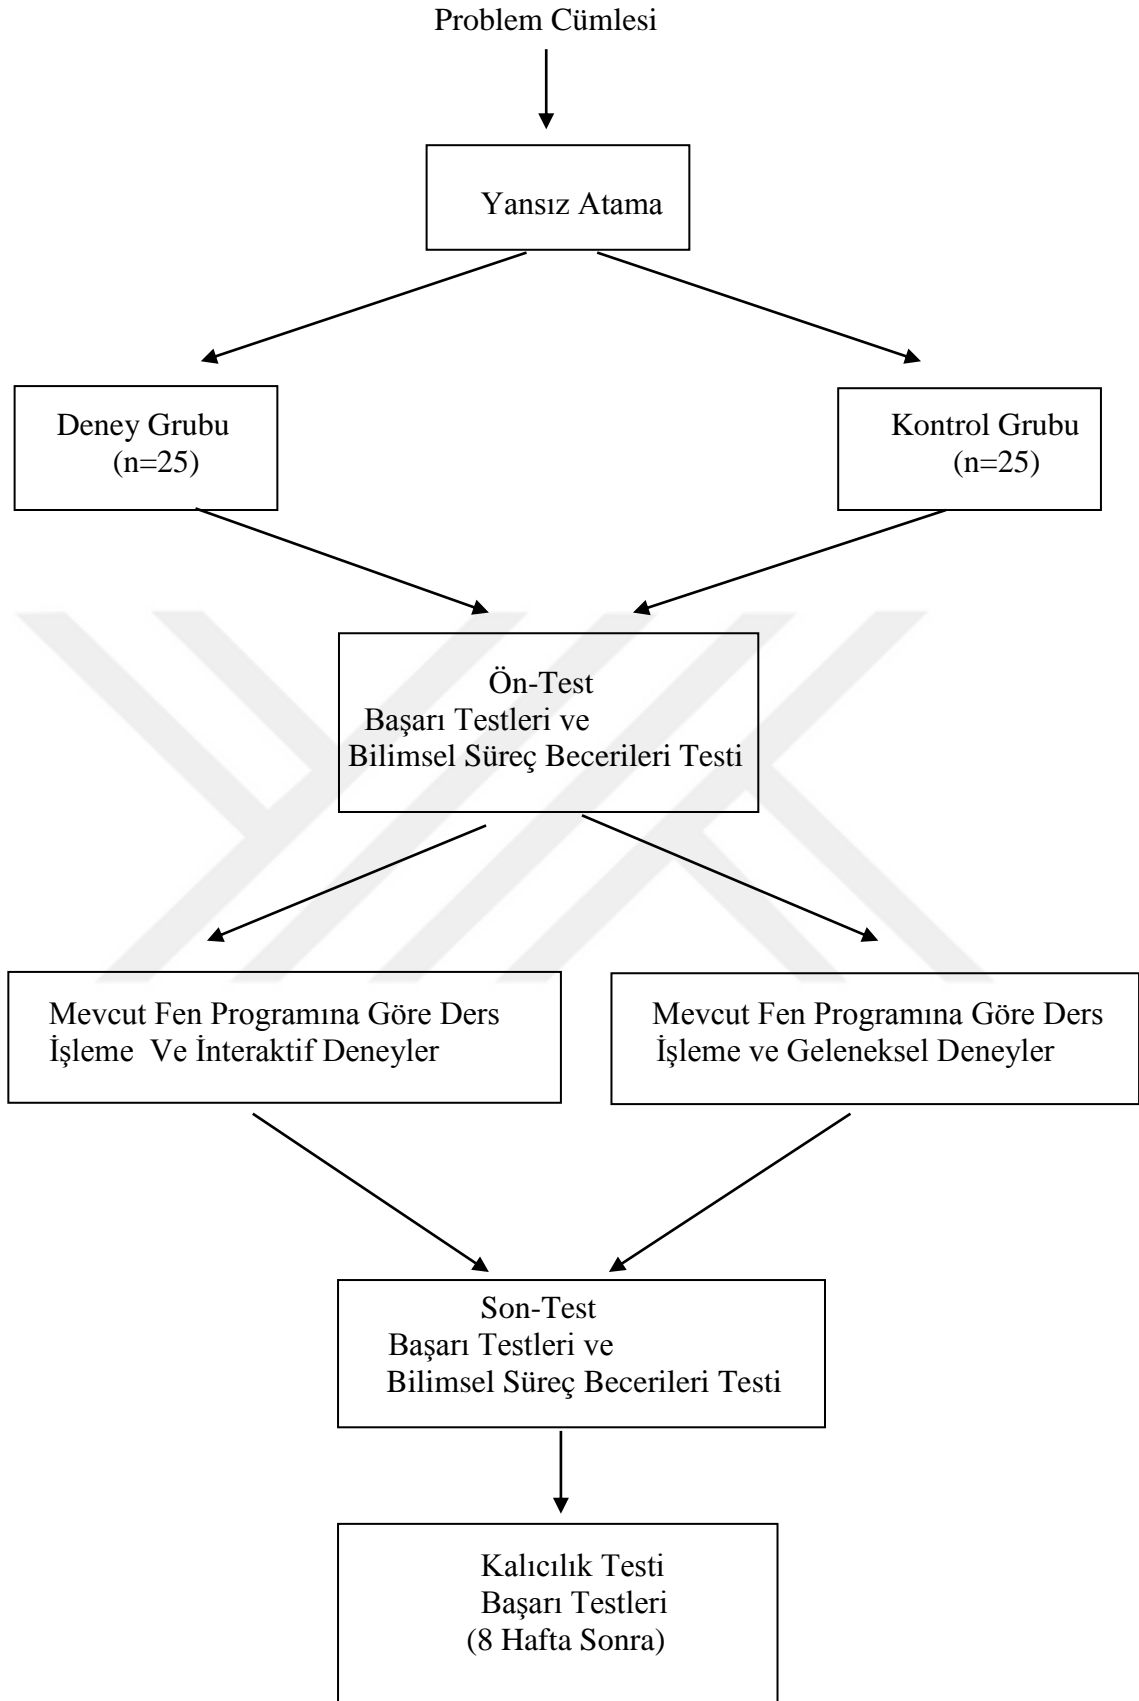 Problem Cümlesi
Yansız Atama
Deney Grubu
(n=25)
Kontrol Grubu
(n=25)
Ön-Test
Başarı Testleri ve
Bilimsel Süreç Becerileri Testi
Mevcut Fen Programına Göre Ders
İşleme Ve İnteraktif Deneyler
Mevcut Fen Programına Göre Ders
İşleme ve Geleneksel Deneyler
Son-Test
Başarı Testleri ve
Bilimsel Süreç Becerileri Testi
Kalıcılık Testi
Başarı Testleri
(8 Hafta Sonra)